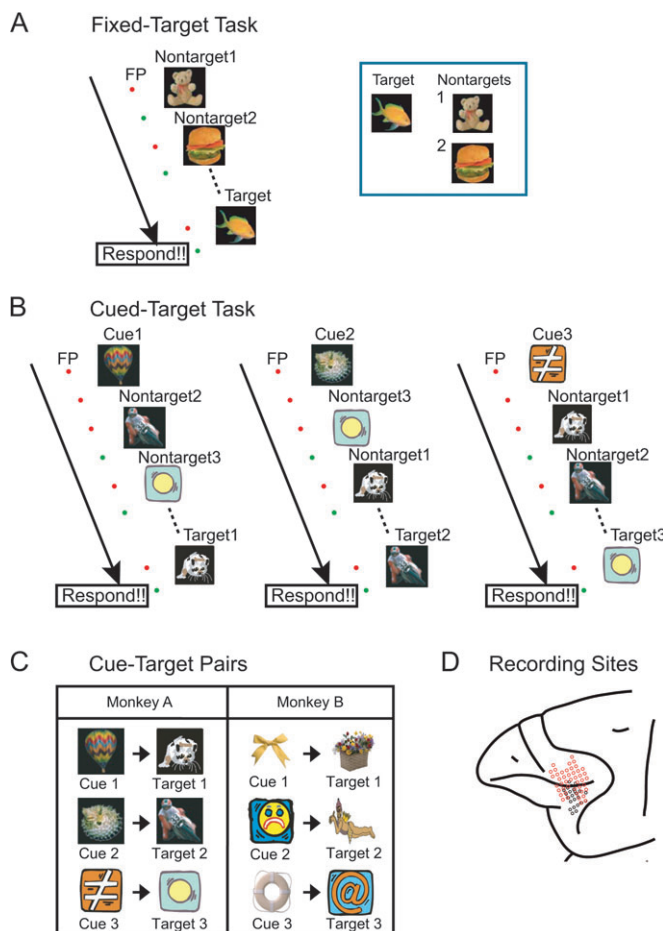 A Fixed-Target Task
Nontarget1
FP
Nontarget2
Target
Respond!!
Target Nontargets
1
2
B Cued-Target Task
Cue1
FP
Nontarget2
Nontarget3
Target1
Respond!!
Cue2
FP
Nontarget3
Nontarget1
Target2
Respond!!
Cue3
FP
Nontarget1
Nontarget2
Target3
Respond!!
C Cue-Target Pairs
Monkey A Monkey B
Cue 1 Target 1 Cue 1 Target 1
Cue 2 Target 2 Cue 2 Target 2
Cue 3 Target 3 Cue 3 Target 3
D Recording Sites